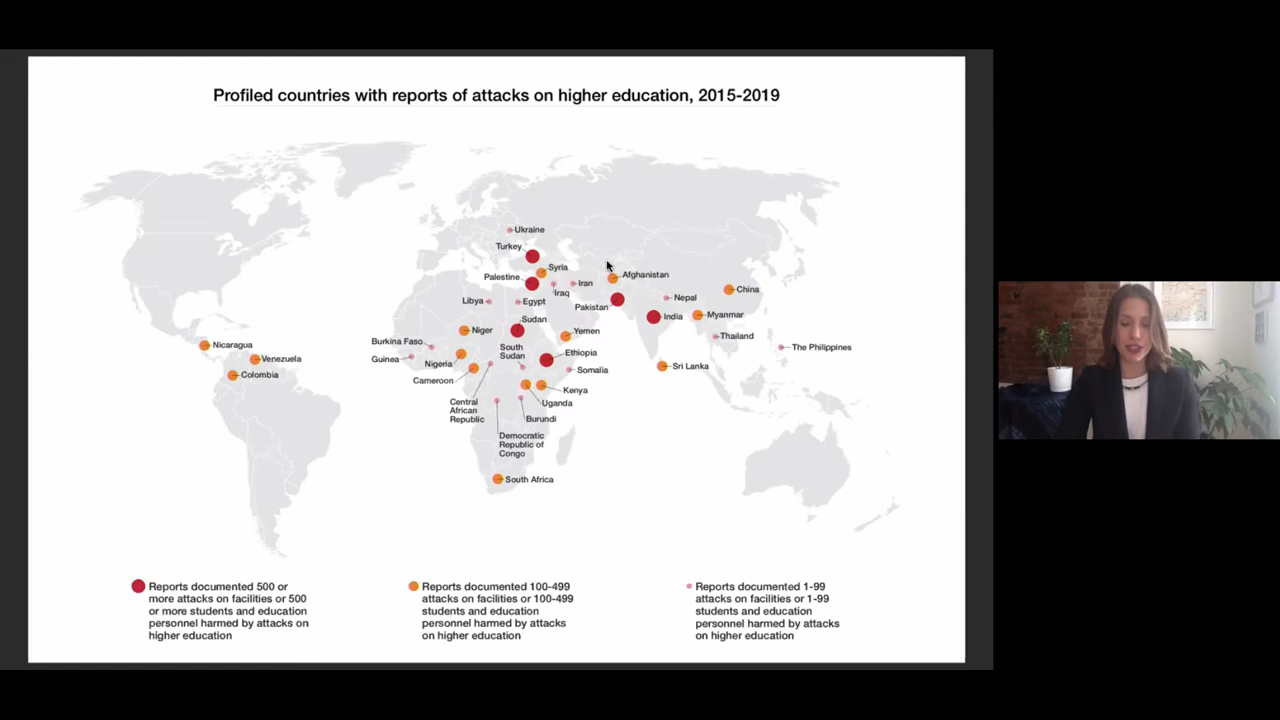 Profiled countries with reports of attacks on higher education, 2015-2019
Ukraine
Turkey
Syria
Palestine
Afghanistan
Iran
Iraq
China
Libya
Egypt
Pakistan
Nepal
Sudan
India
Myanmar
Niger
Yemen
Thailand
Burkina Faso
Nicaragua
South
Sudan
The Philippines
Guinea
Venezuela
Nigeria
Ethiopia
Sri Lanka
Colombia
Cameroon
Somalia
Kenya
Central
African
Republic
Uganda
Burundi
Democratic
Republic of
Congo
South Africa
Reports documented 500 or
more attacks on facilities or 500
or more students and education
personnel harmed by attacks on
higher education
Reports documented 100-499
attacks on facilities or 100-499
students and education
personnel harmed by attacks
on higher education
Reports documented 1-99
attacks on facilities or 1-99
students and education
personnel harmed by attacks
on higher education